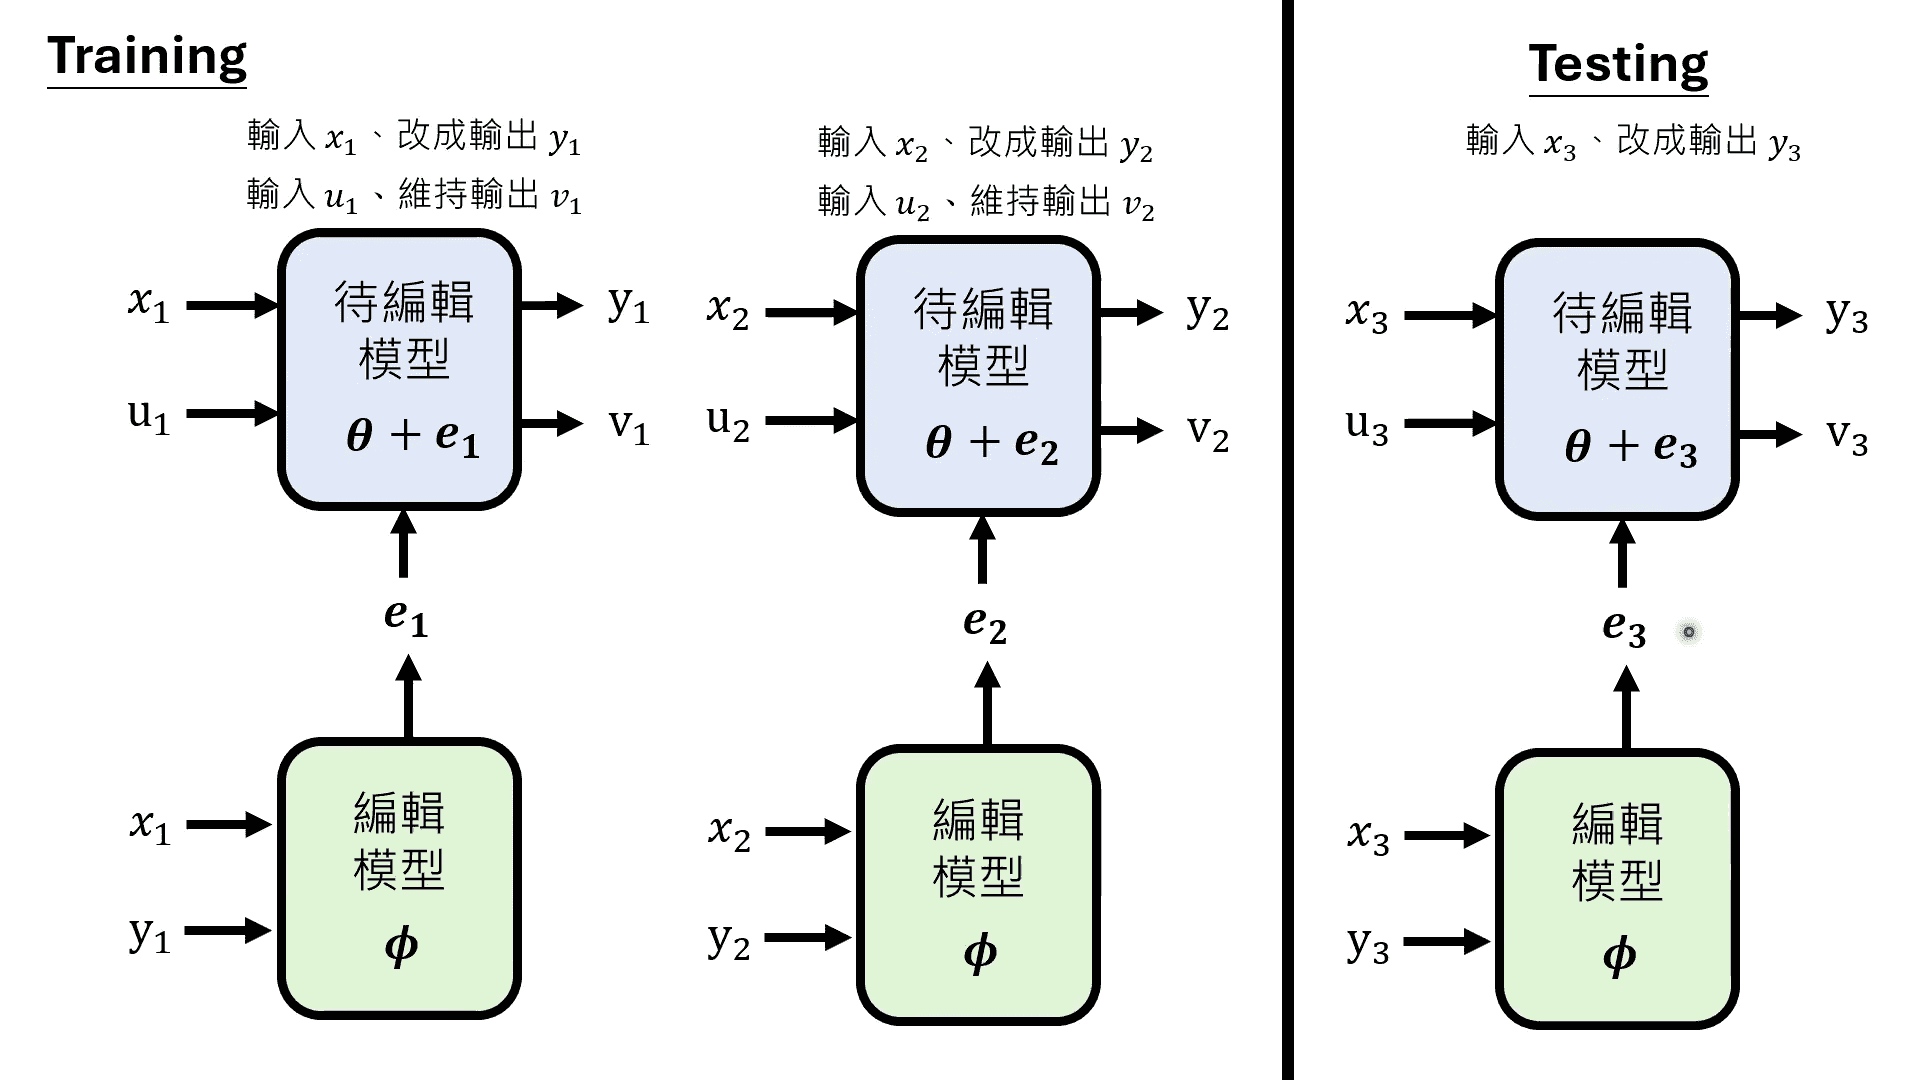 Training
輸入 x₁、改成輸出 y₁
輸入 u₁、維持輸出 v₁
x₁
u₁
待編輯
模型
θ + e₁
y₁
v₁
e₁
x₁
y₁
編輯
模型
ϕ
輸入 x₂、改成輸出 y₂
輸入 u₂、維持輸出 v₂
x₂
u₂
待編輯
模型
θ + e₂
y₂
v₂
e₂
x₂
y₂
編輯
模型
ϕ
Testing
輸入 x₃、改成輸出 y₃
x₃
u₃
待編輯
模型
θ + e₃
y₃
v₃
e₃
x₃
y₃
編輯
模型
ϕ